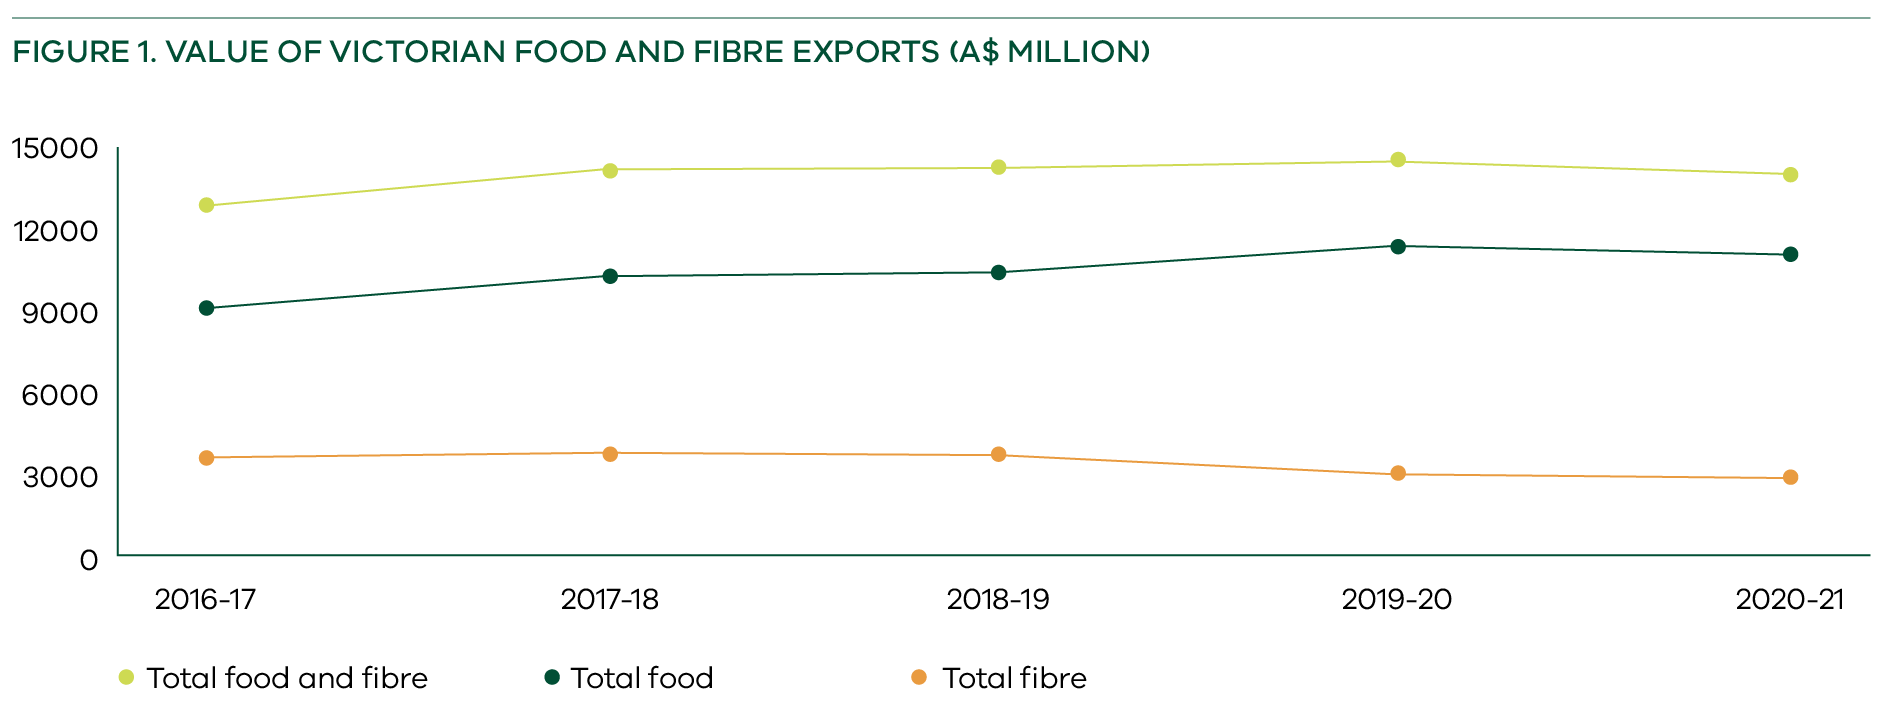 FIGURE 1. VALUE OF VICTORIAN FOOD AND FIBRE EXPORTS (A$ MILLION)
15000
12000
9000
6000
3000
0
2016-17 2017-18 2018-19 2019-20 2020-21
Total food and fibre Total food Total fibre